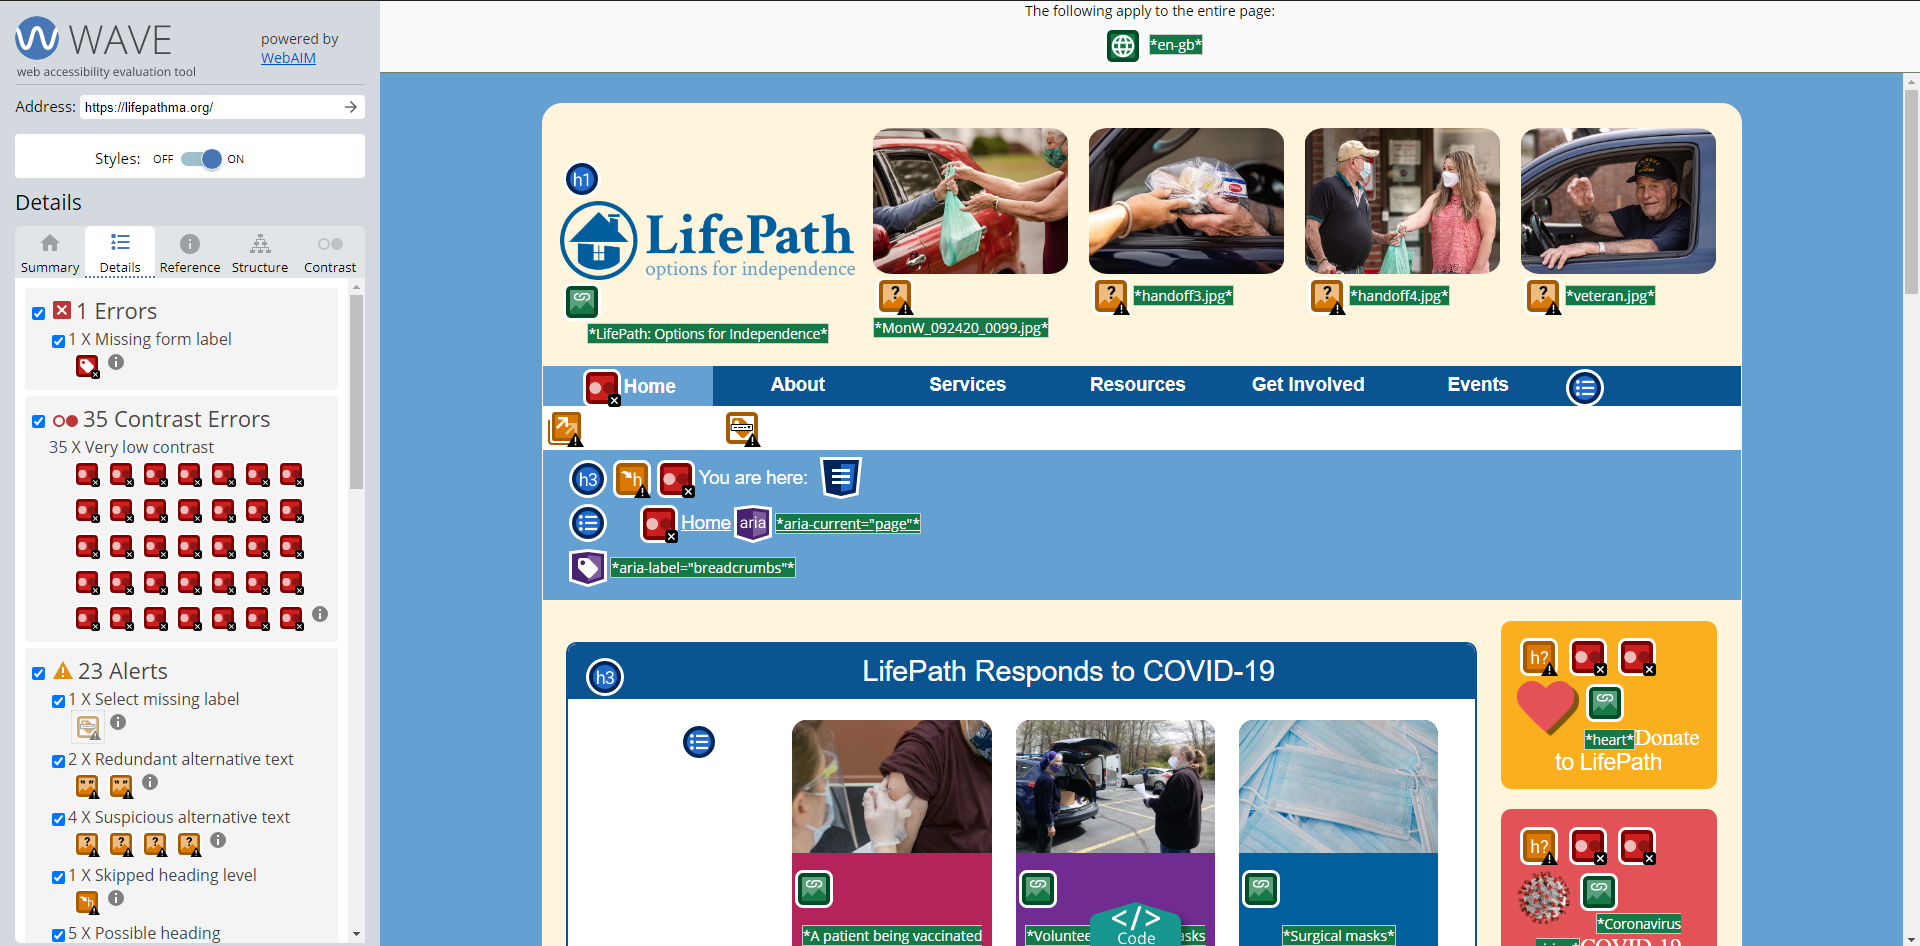 WAVE
web accessibility evaluation tool
powered by
WebAIM
Address: https://lifepathma.org/
Styles: OFF ON
Details
Summary Details Reference Structure Contrast
1 Errors
1 X Missing form label
35 Contrast Errors
35 X Very low contrast
23 Alerts
1 X Select missing label
2 X Redundant alternative text
4 X Suspicious alternative text
1 X Skipped heading level
5 X Possible heading
The following apply to the entire page:
*en-gb*
h1
LifePath
options for independence
*LifePath: Options for Independence*
*MonW_092420_0099.jpg*
*handoff3.jpg*
*handoff4.jpg*
*veteran.jpg*
Home About Services Resources Get Involved Events
h3 h You are here:
Home aria *aria-current="page"*
*aria-label="breadcrumbs"*
h3 LifePath Responds to COVID-19
*A patient being vaccinated
*Voluntee
asks
</>
Code
*Surgical masks*
h?
*heart*Donate
to LifePath
h?
*Coronavirus
COVID-19